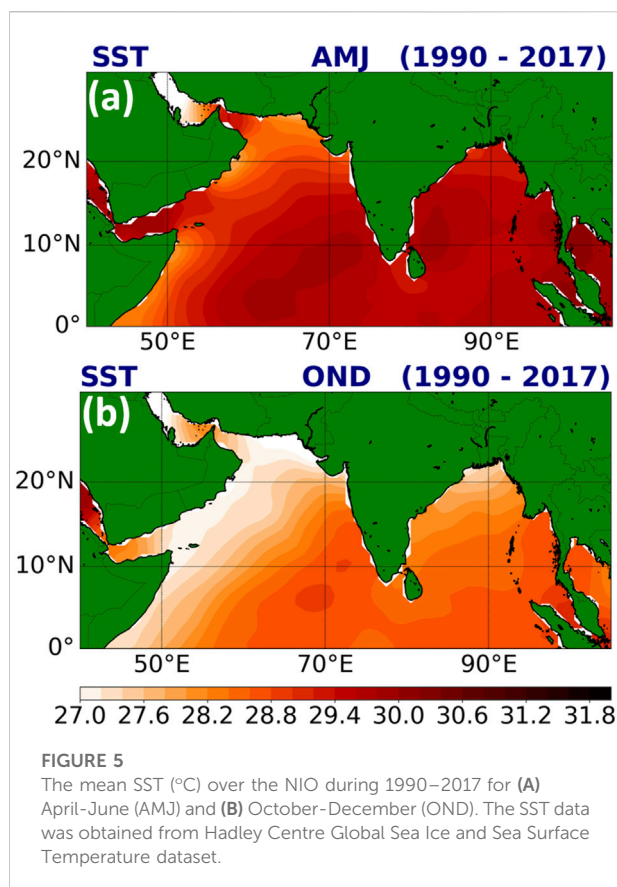 SST AMJ (1990 - 2017)
(a)
20°N
10°N
0°
50°E 70°E 90°E
SST OND (1990 - 2017)
(b)
20°N
10°N
0°
50°E 70°E 90°E
27.0 27.6 28.2 28.8 29.4 30.0 30.6 31.2 31.8
FIGURE 5
The mean SST (°C) over the NIO during 1990–2017 for (A)
April-June (AMJ) and (B) October-December (OND). The SST data
was obtained from Hadley Centre Global Sea Ice and Sea Surface
Temperature dataset.